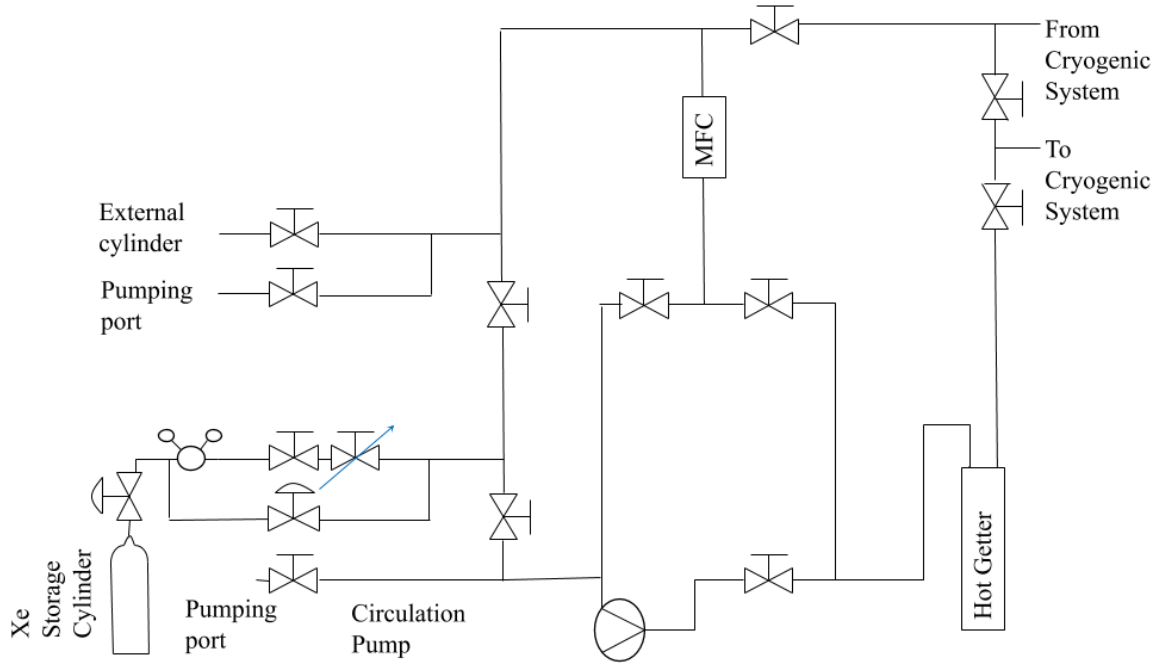 From
Cryogenic
System
MFC
To
Cryogenic
System
External
cylinder
Pumping
port
Xe
Storage
Cylinder
Pumping
port
Circulation
Pump
Hot Getter